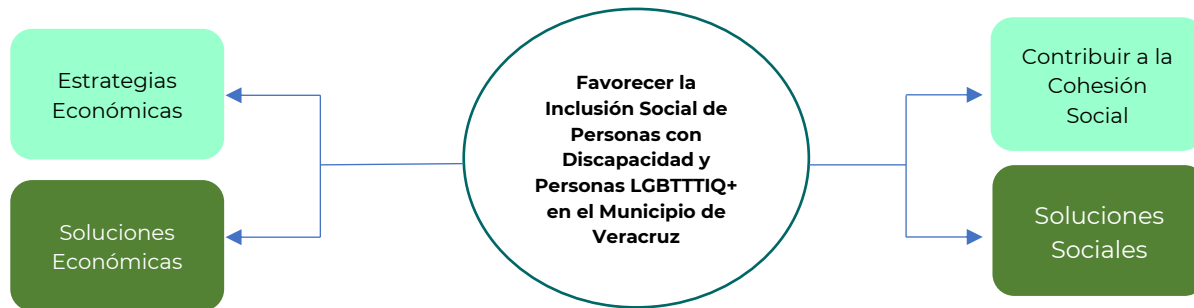 Estrategias
Económicas
Soluciones
Económicas
Favorecer la
Inclusión Social de
Personas con
Discapacidad y
Personas LGBTTTIQ+
en el Municipio de
Veracruz
Contribuir a la
Cohesión
Social
Soluciones
Sociales